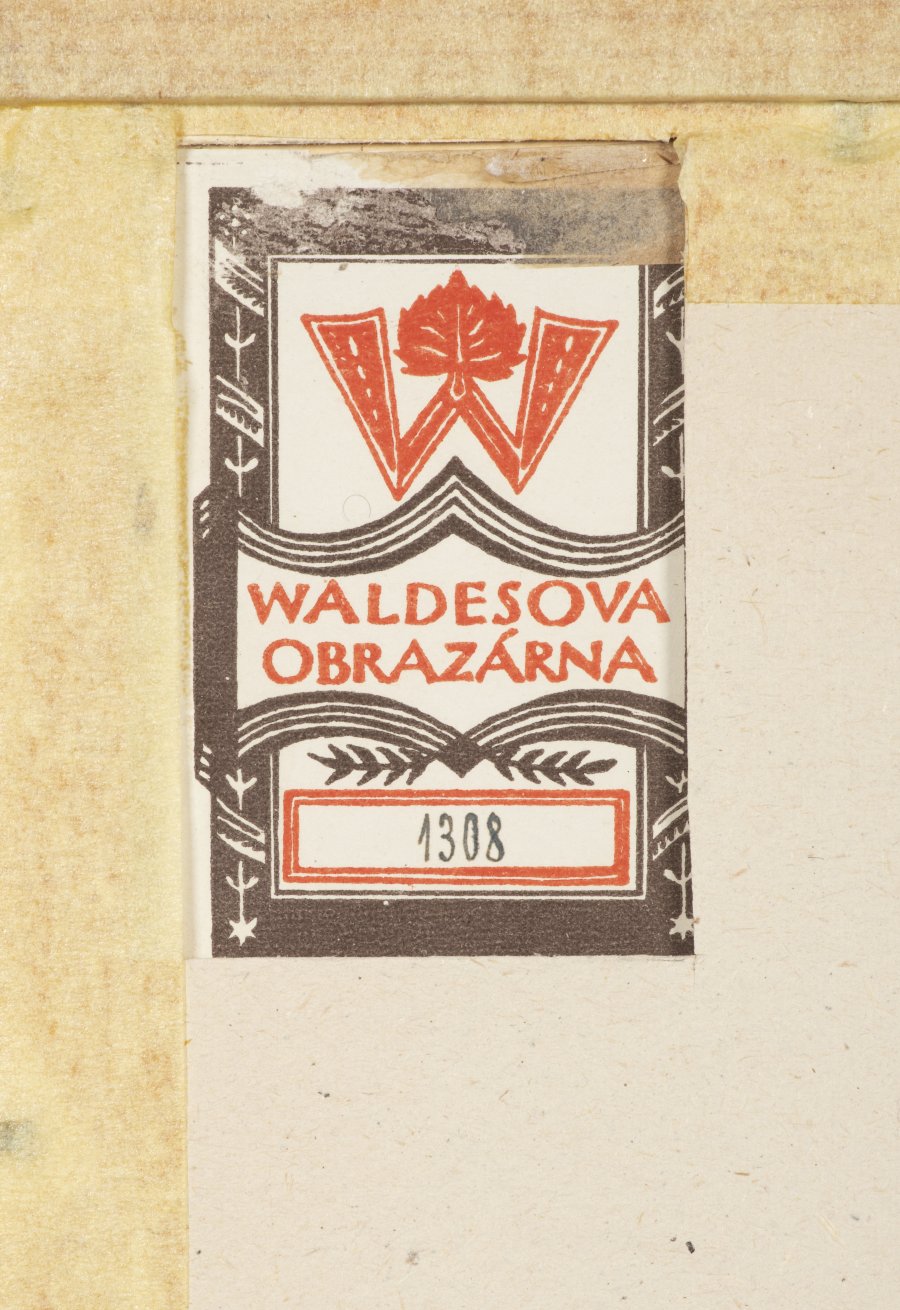 W
WALDESOVA
OBRAZÁRNA
1308